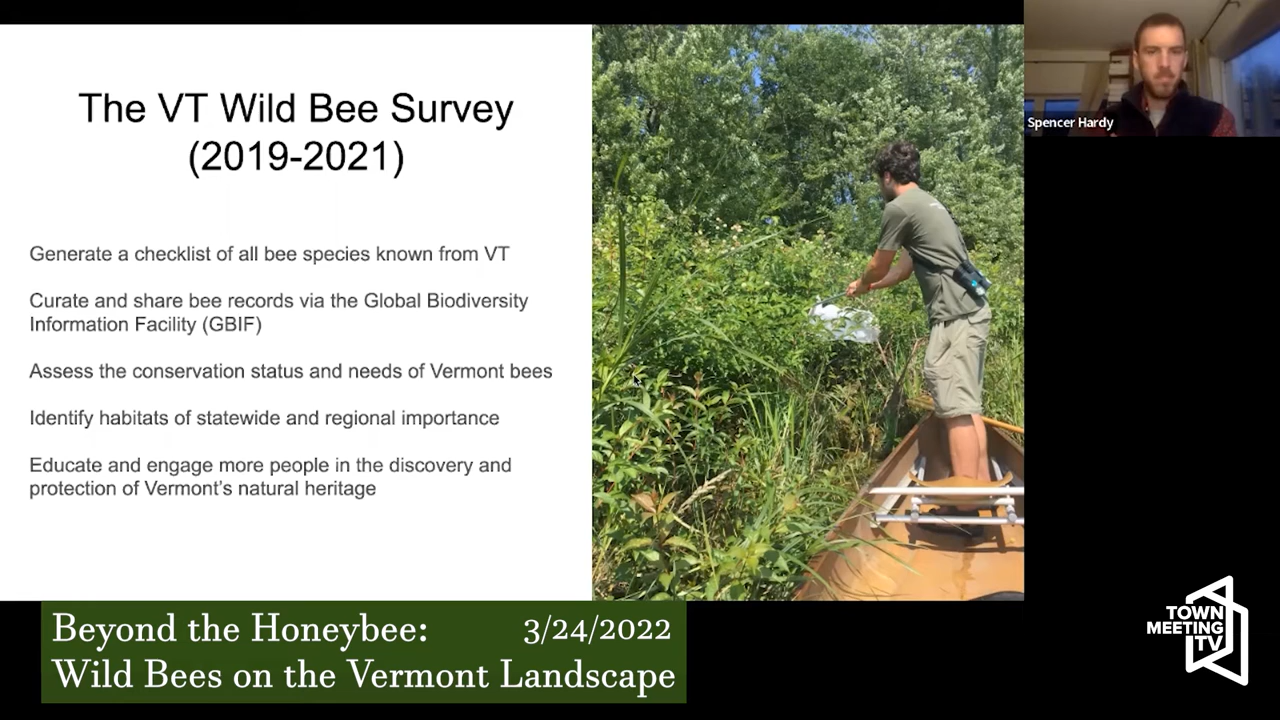 The VT Wild Bee Survey
(2019-2021)
Generate a checklist of all bee species known from VT
Curate and share bee records via the Global Biodiversity
Information Facility (GBIF)
Assess the conservation status and needs of Vermont bees
Identify habitats of statewide and regional importance
Educate and engage more people in the discovery and
protection of Vermont's natural heritage
Spencer Hardy
Beyond the Honeybee: 3/24/2022
Wild Bees on the Vermont Landscape
TOWN
MEETING
TV